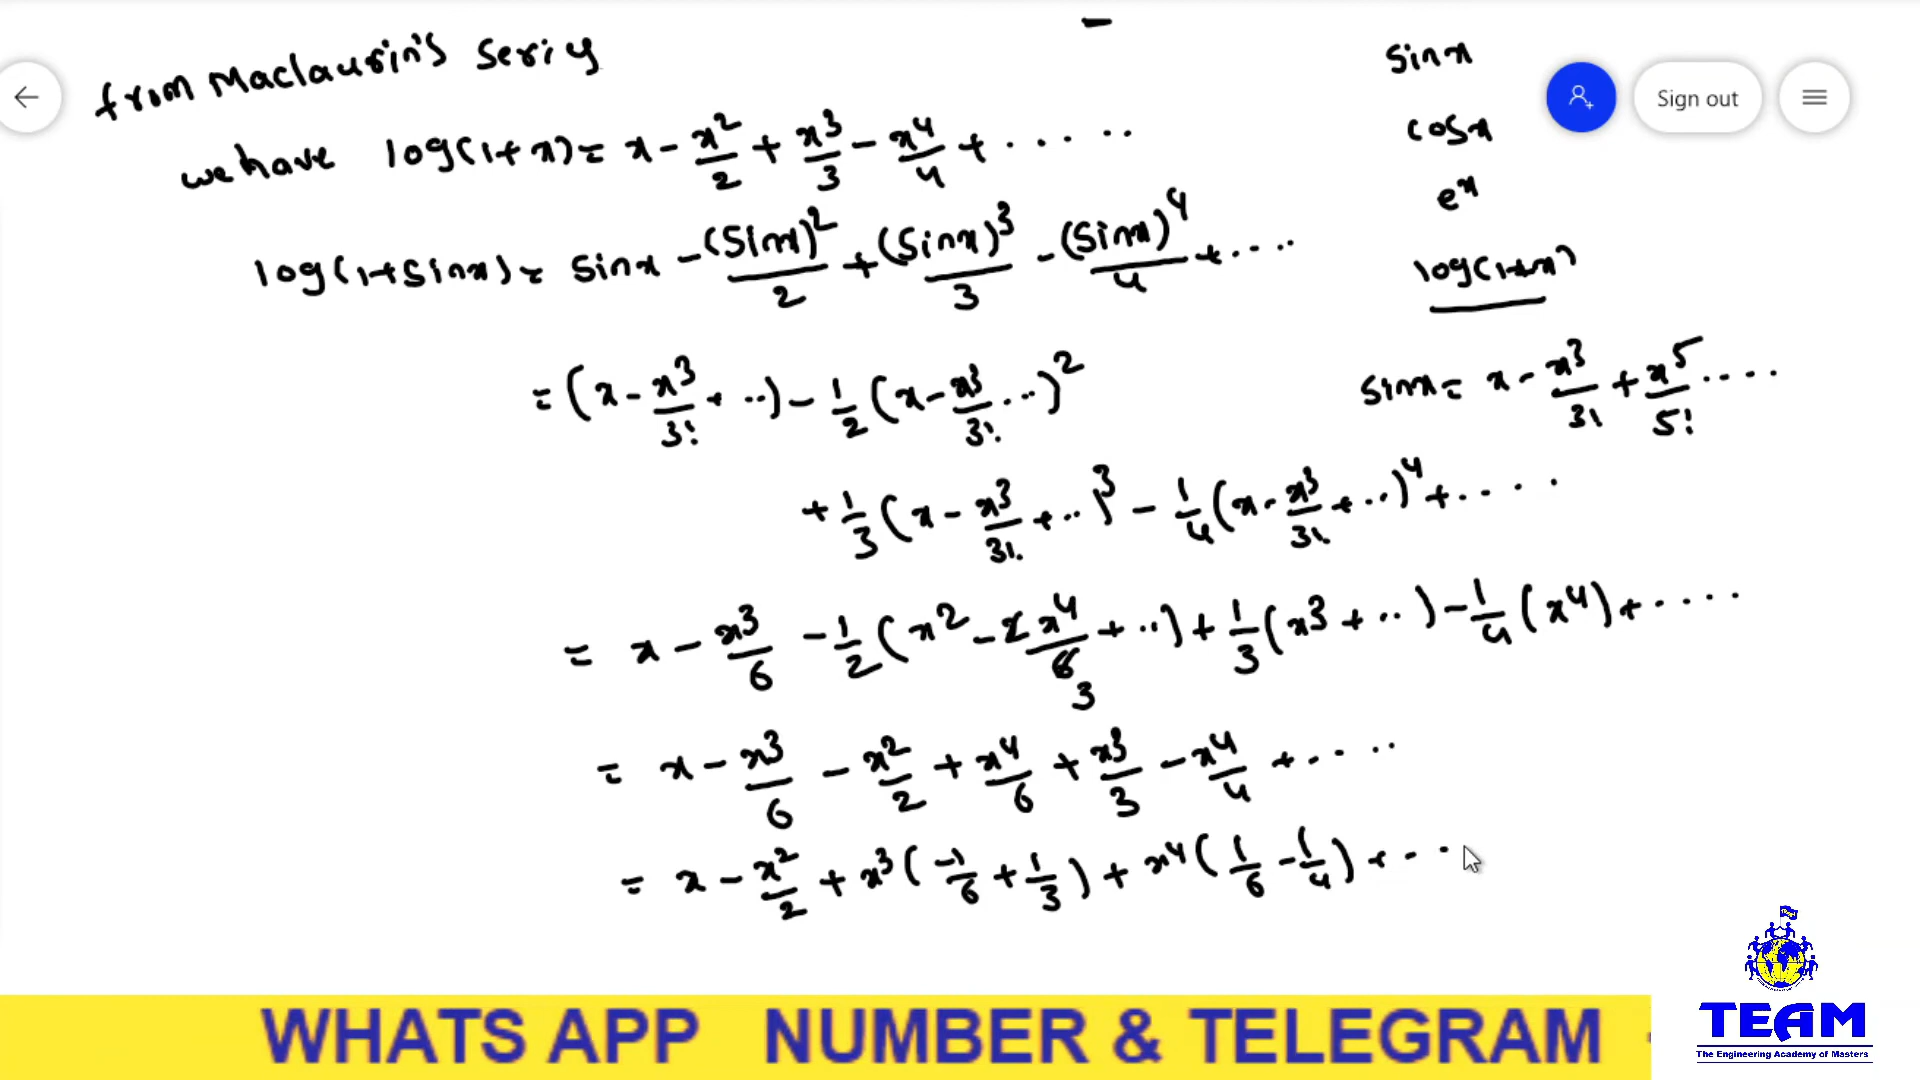 from Maclaurin's Series
we have log(1+x) = x - x²/2 + x³/3 - x⁴/4 + ......
log(1+sinx) = sinx - (sinx)²/2 + (sinx)³/3 - (sinx)⁴/4 + ....
= (x - x³/3! + ..) - 1/2 (x - x³/3! ...)²
+ 1/3 (x - x³/3! + ..)³ - 1/4 (x - x³/3! + ..)⁴ + ....
= x - x³/6 - 1/2 (x² - 2x⁴/6 3 + ..) + 1/3 (x³ + ..) - 1/4 (x⁴) + ....
= x - x³/6 - x²/2 + x⁴/6 + x³/3 - x⁴/4 + ....
= x - x²/2 + x³ (-1/6 + 1/3) + x⁴ (1/6 - 1/4) + ..
sinx
cosx
eˣ
log(1+x)
sinx = x - x³/3! + x⁵/5! ....
Sign out
WHATS APP NUMBER & TELEGRAM -
TEAM
The Engineering Academy of Masters